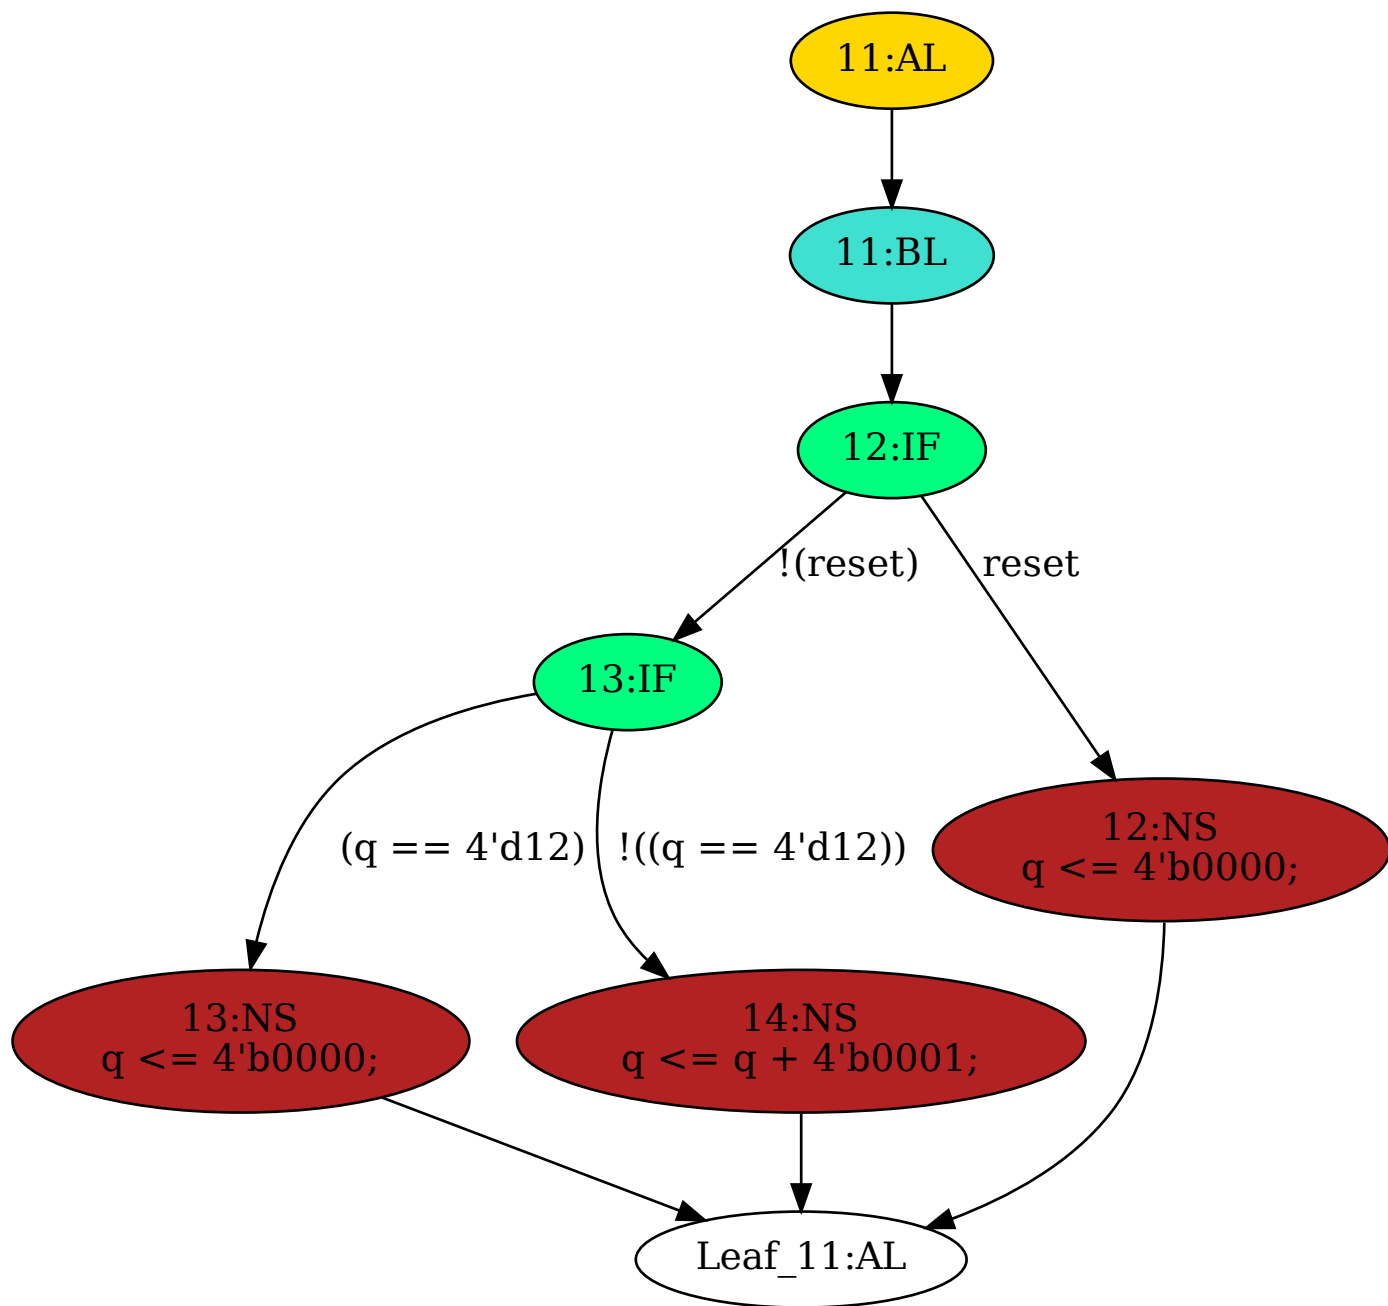 11:AL
11:BL
12:IF
!(reset)
reset
13:IF
(q == 4'd12)
!((q == 4'd12))
12:NS
q <= 4'b0000;
13:NS
q <= 4'b0000;
14:NS
q <= q + 4'b0001;
Leaf_11:AL